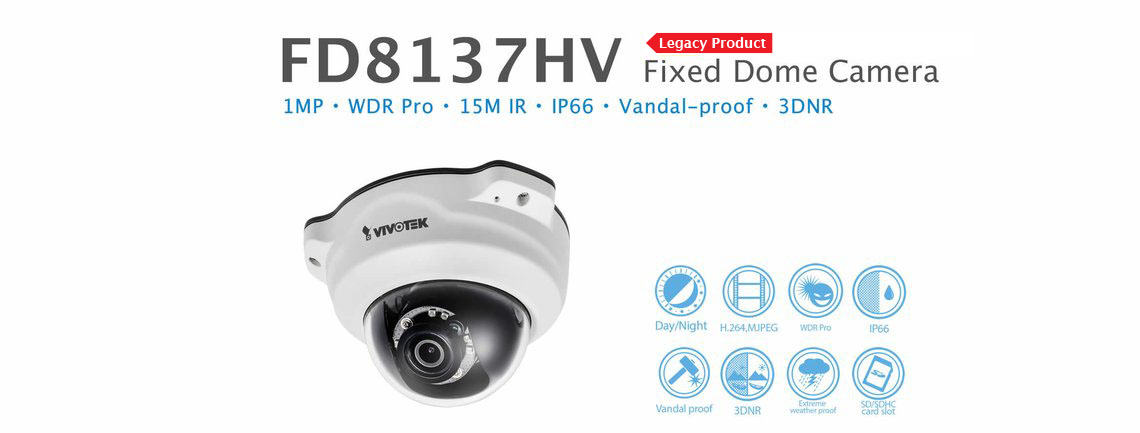 FD8137HV
Legacy Product
Fixed Dome Camera
1MP • WDR Pro • 15M IR • IP66 • Vandal-proof • 3DNR
VIVOTEK
Day/Night
H.264,MJPEG
WDR Pro
IP66
Vandal proof
3DNR
Extreme
weather proof
SD/SDHC
card slot